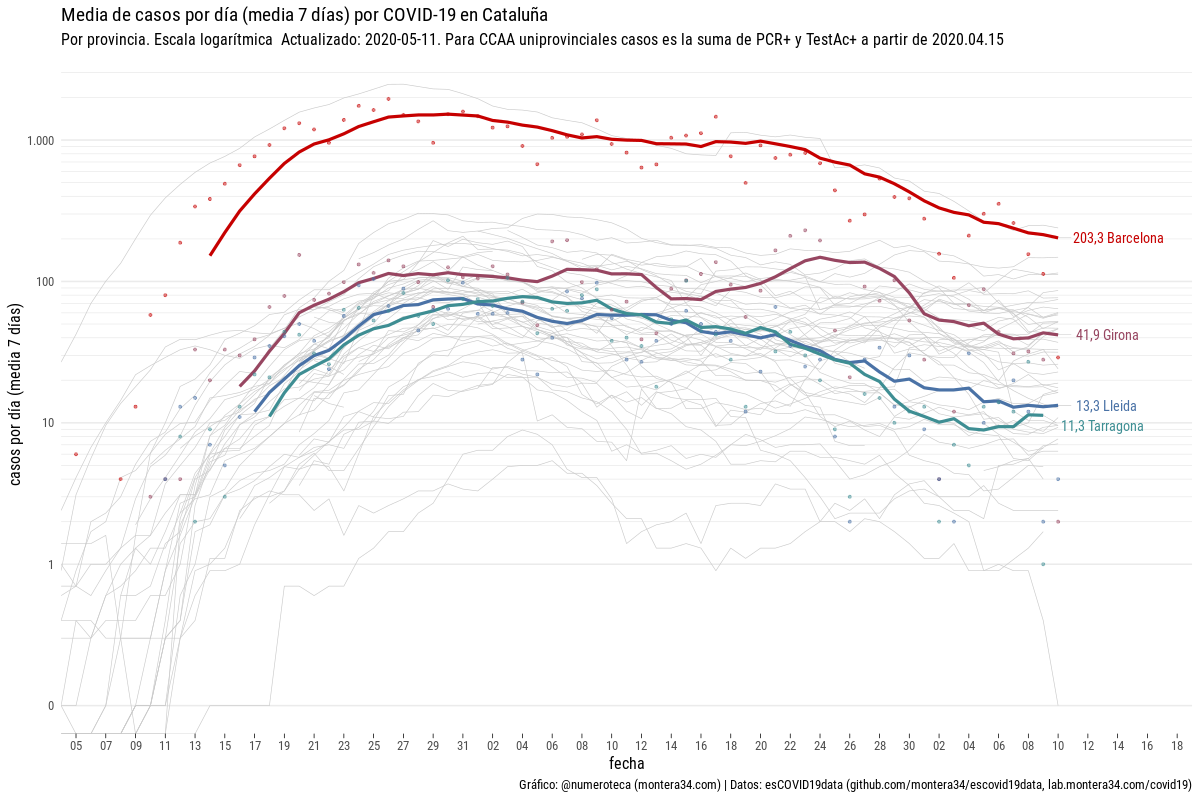 Media de casos por día (media 7 días) por COVID-19 en Cataluña
Por provincia. Escala logarítmica  Actualizado: 2020-05-11. Para CCAA uniprovinciales casos es la suma de PCR+ y TestAc+ a partir de 2020.04.15
casos por día (media 7 días)
1.000
100
10
1
0
203,3 Barcelona
41,9 Girona
13,3 Lleida
11,3 Tarragona
05 07 09 11 13 15 17 19 21 23 25 27 29 31 02 04 06 08 10 12 14 16 18 20 22 24 26 28 30 02 04 06 08 10 12 14 16 18
fecha
Gráfico: @numeroteca (montera34.com) | Datos: esCOVID19data (github.com/montera34/escovid19data, lab.montera34.com/covid19)